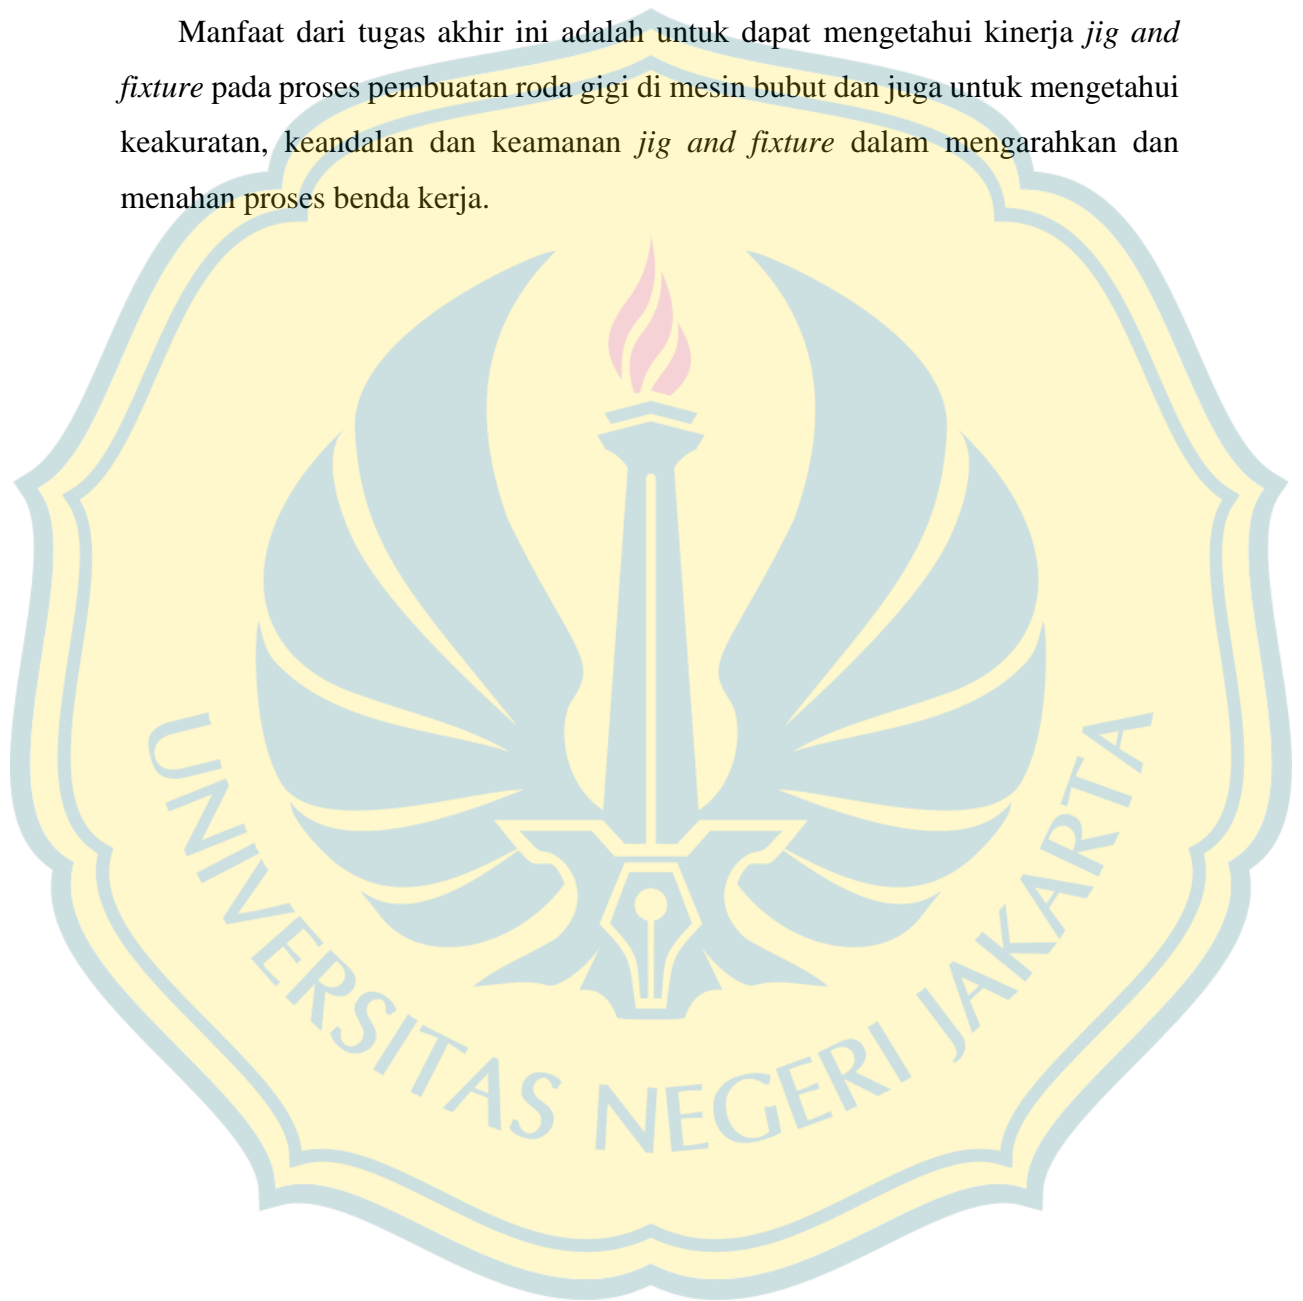 Manfaat dari tugas akhir ini adalah untuk dapat mengetahui kinerja jig and
fixture pada proses pembuatan roda gigi di mesin bubut dan juga untuk mengetahui
keakuratan, keandalan dan keamanan jig and fixture dalam mengarahkan dan
menahan proses benda kerja.
UNIVERSITAS NEGERI JAKARTA